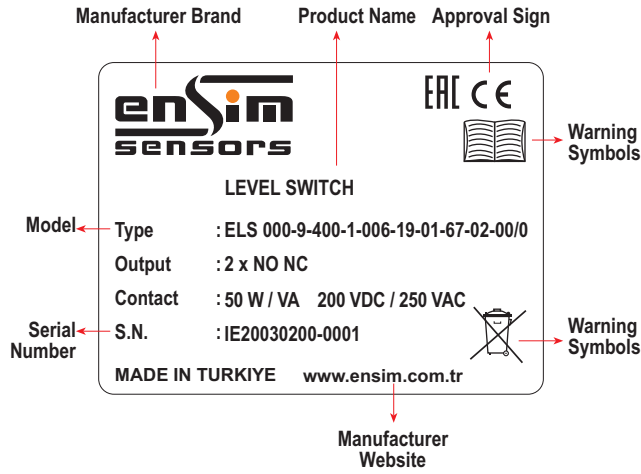 Manufacturer Brand Product Name Approval Sign
ensim EAC CE
sensors
Warning
Symbols
LEVEL SWITCH
Model Type : ELS 000-9-400-1-006-19-01-67-02-00/0
Output : 2 x NO NC
Contact : 50 W / VA 200 VDC / 250 VAC
Serial
Number
S.N. : IE20030200-0001
Warning
Symbols
MADE IN TURKIYE www.ensim.com.tr
Manufacturer
Website